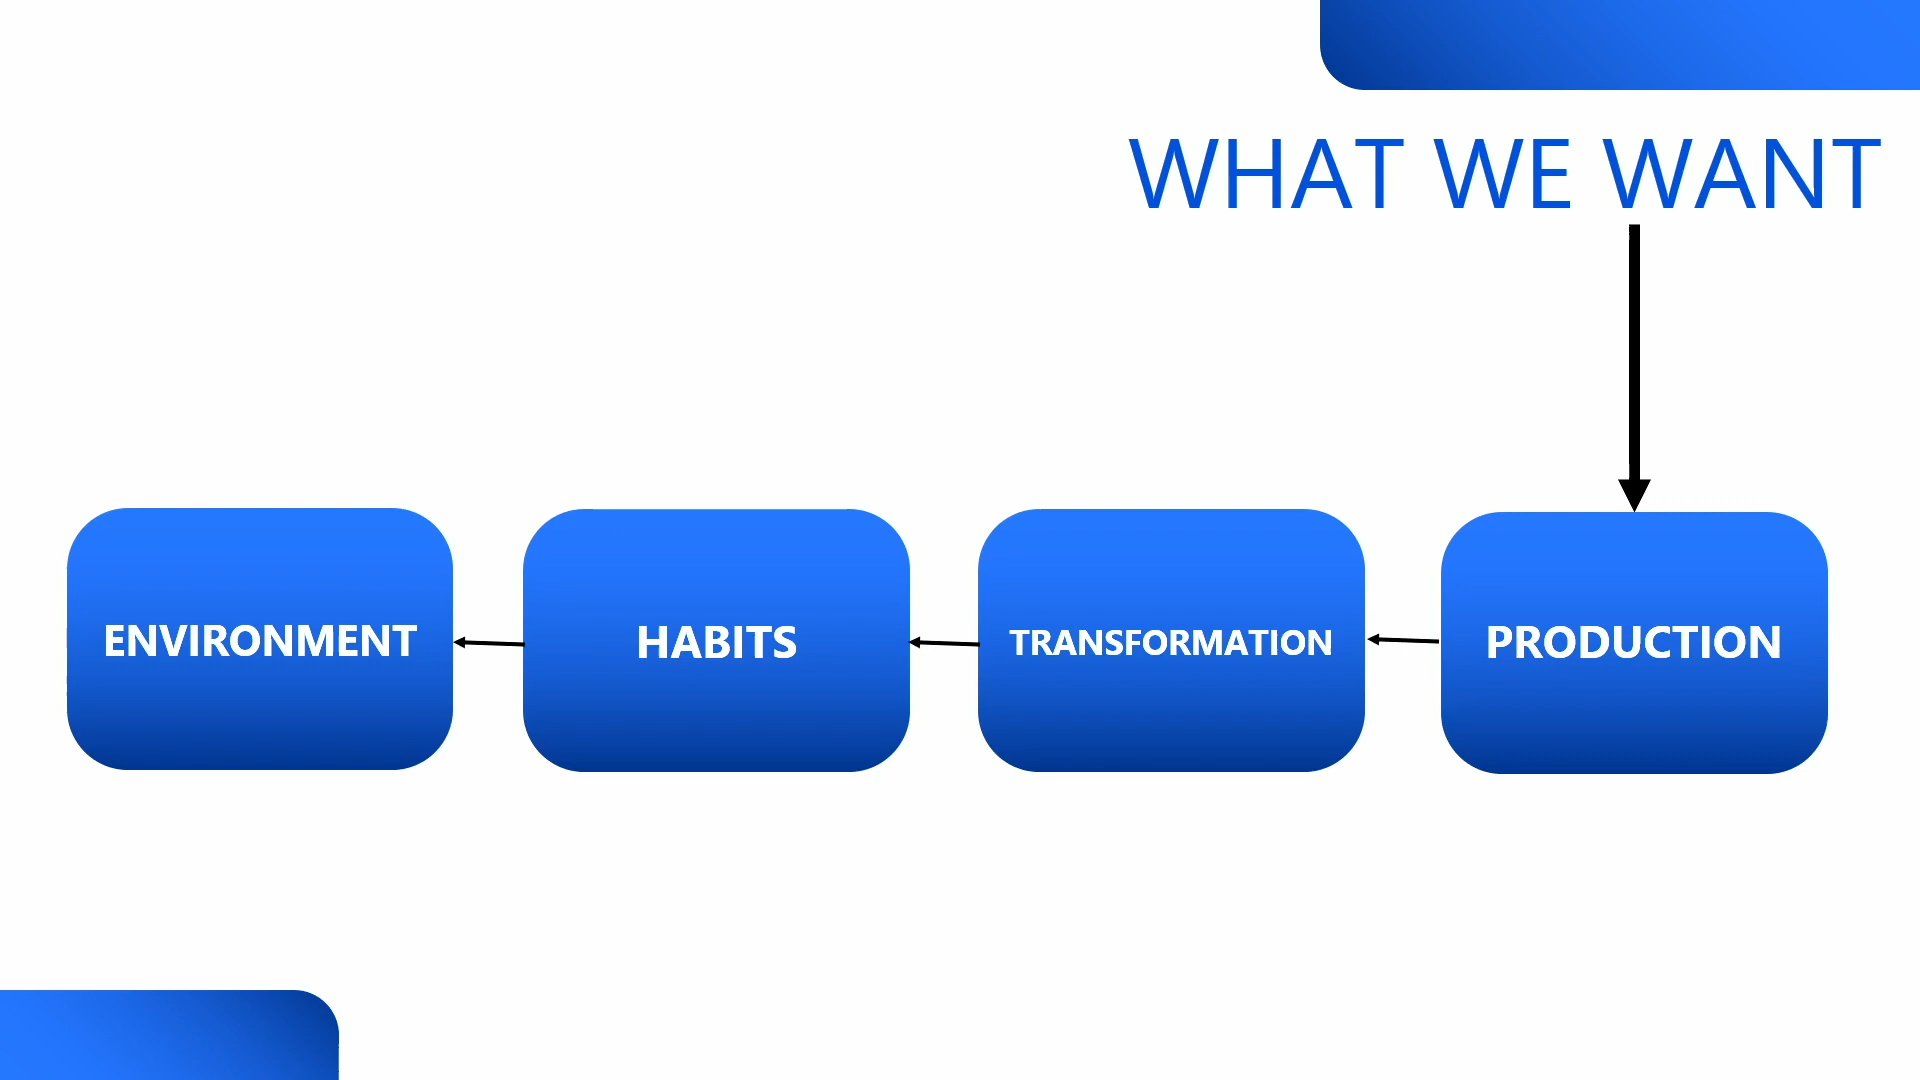 WHAT WE WANT
ENVIRONMENT
HABITS
TRANSFORMATION
PRODUCTION